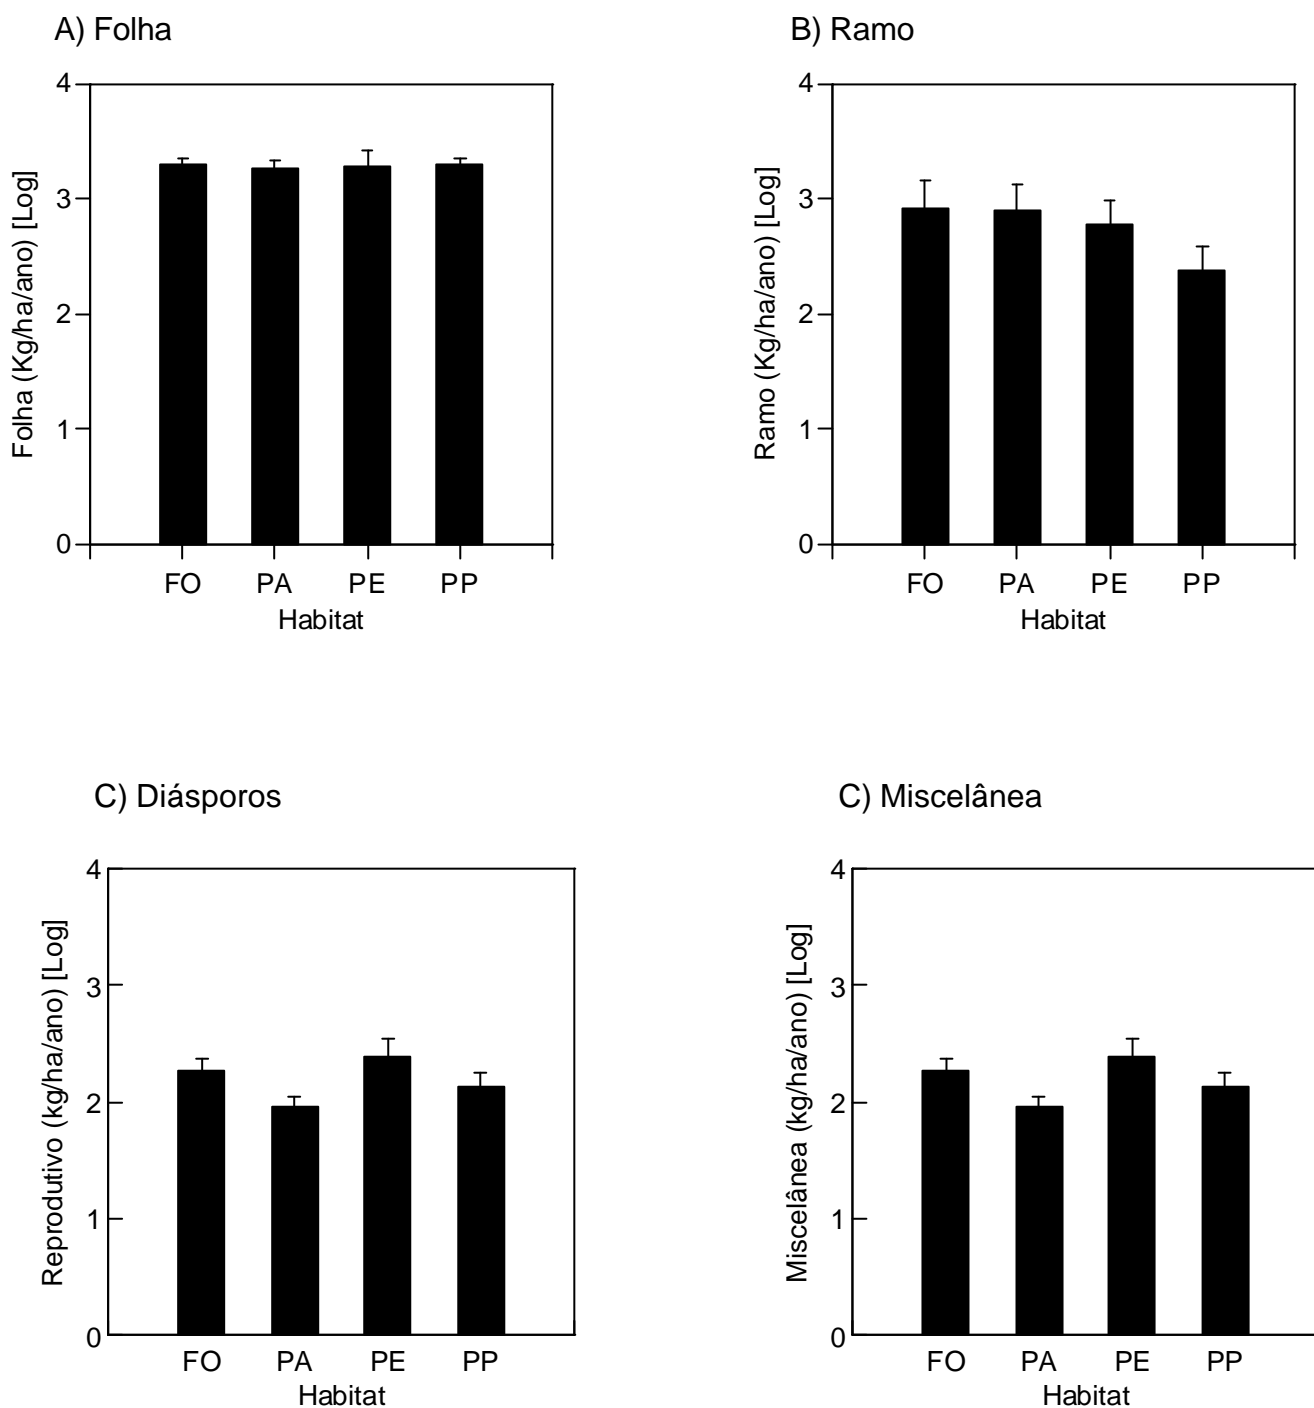 A) Folha
Folha (Kg/ha/ano) [Log]
4
3
2
1
0
FO PA PE PP
Habitat
B) Ramo
Ramo (Kg/ha/ano) [Log]
4
3
2
1
0
FO PA PE PP
Habitat
C) Diásporos
Reprodutivo (kg/ha/ano) [Log]
4
3
2
1
0
FO PA PE PP
Habitat
C) Miscelânea
Miscelânea (kg/ha/ano) [Log]
4
3
2
1
0
FO PA PE PP
Habitat